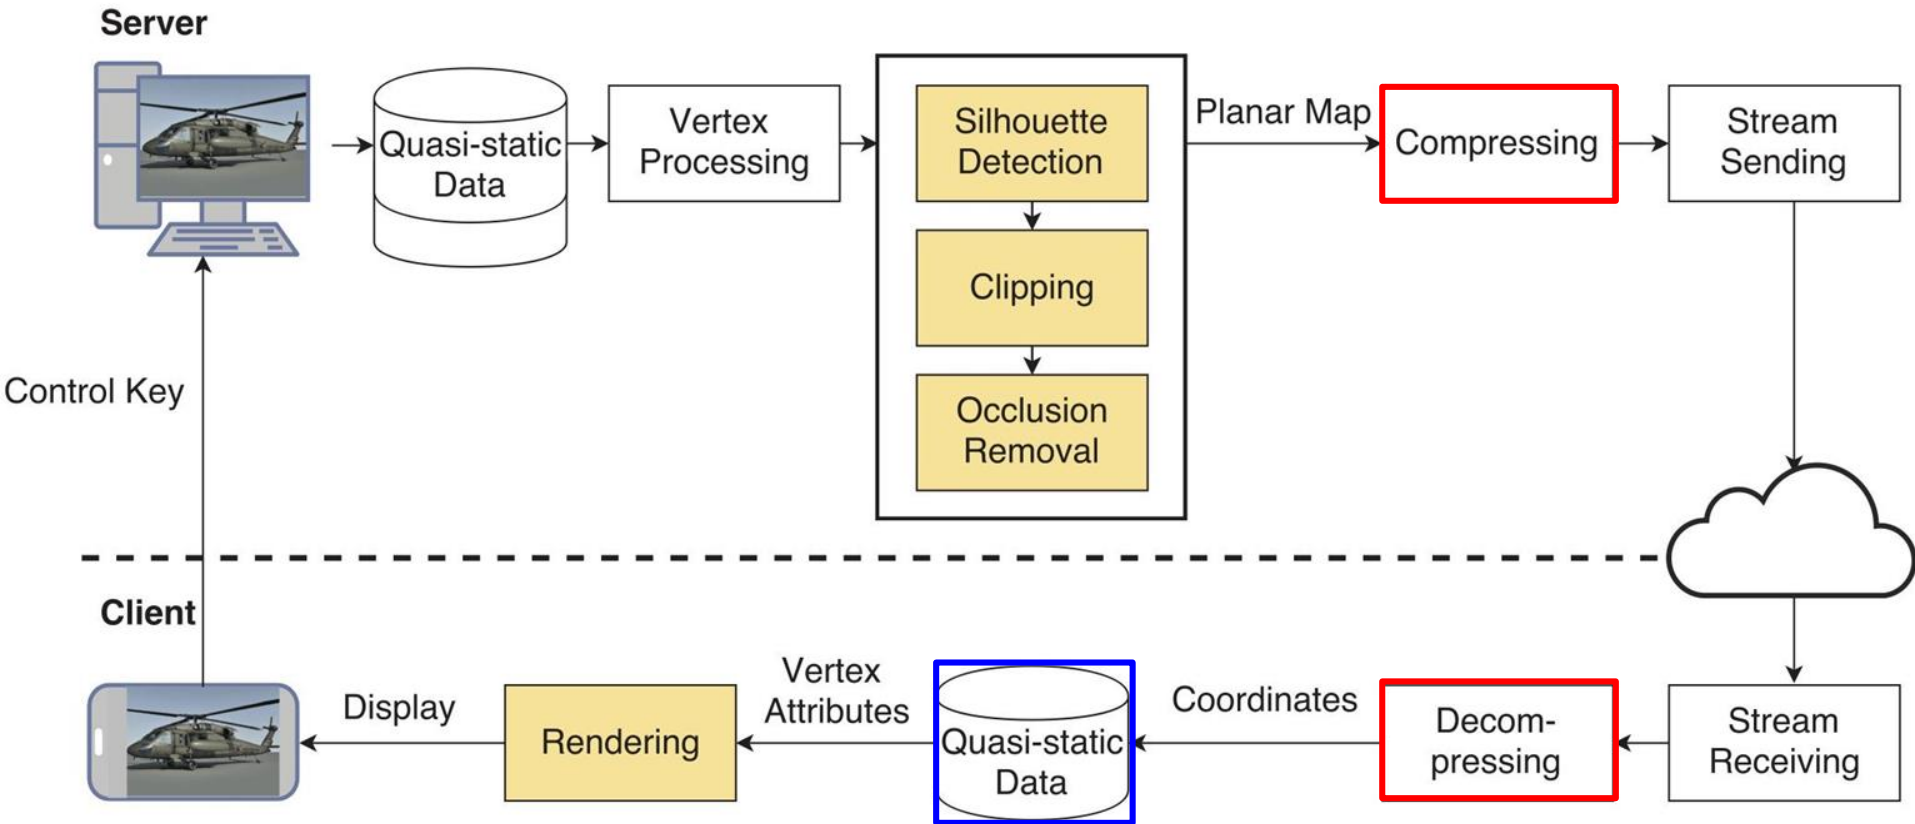 Server
Quasi-static
Data
Vertex
Processing
Silhouette
Detection
Clipping
Occlusion
Removal
Planar Map
Compressing
Stream
Sending
Control Key
Client
Display
Rendering
Vertex
Attributes
Quasi-static
Data
Coordinates
Decom-
pressing
Stream
Receiving